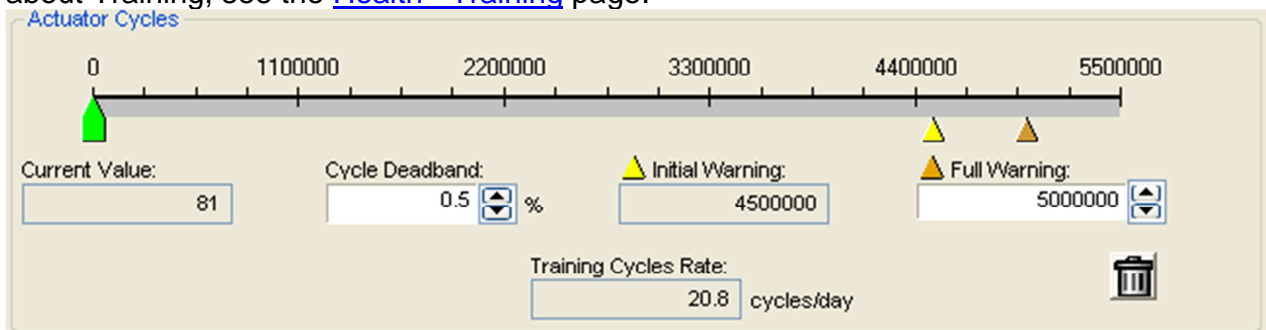 about Training, see the Health - Training page.
Actuator Cycles
0 1100000 2200000 3300000 4400000 5500000
Current Value: Cycle Deadband: Initial Warning: Full Warning:
81 0.5 % 4500000 5000000
Training Cycles Rate:
20.8 cycles/day